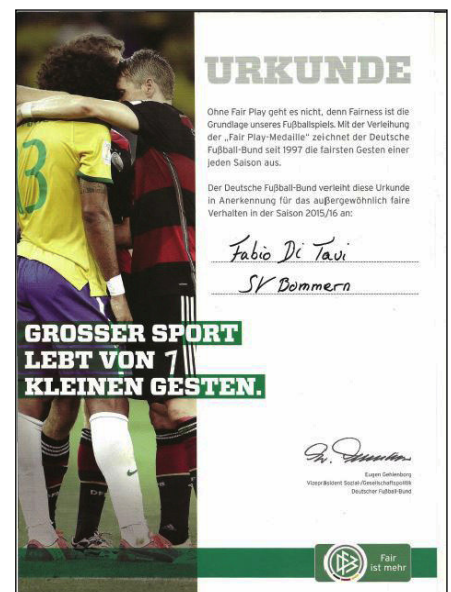 URKUNDE
Ohne Fair Play geht es nicht, denn Fairness ist die
Grundlage unseres Fußballspiels. Mit der Verleihung
der „Fair Play-Medaille“ zeichnet der Deutsche
Fußball-Bund seit 1997 die fairsten Gesten einer
jeden Saison aus.
Der Deutsche Fußball-Bund verleiht diese Urkunde
in Anerkennung für das außergewöhnlich faire
Verhalten in der Saison 2015/16 an:
Fabio Di Tavi
SV Bommern
13
GROSSER SPORT
LEBT VON
KLEINEN GESTEN.
Eugen Gehlenborg
Vizepräsident Sozial-/Gesellschaftspolitik
Deutscher Fußball-Bund
DFB
Fair
ist mehr